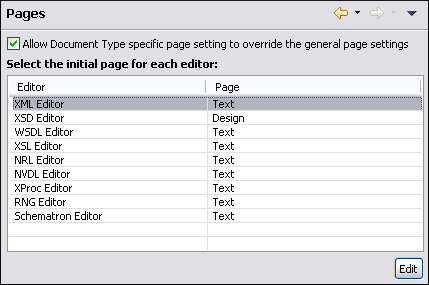 Pages
Allow Document Type specific page setting to override the general page settings
Select the initial page for each editor:
Editor Page
XML Editor Text
XSD Editor Design
WSDL Editor Text
XSL Editor Text
NRL Editor Text
NVDL Editor Text
XProc Editor Text
RNG Editor Text
Schematron Editor Text
Edit